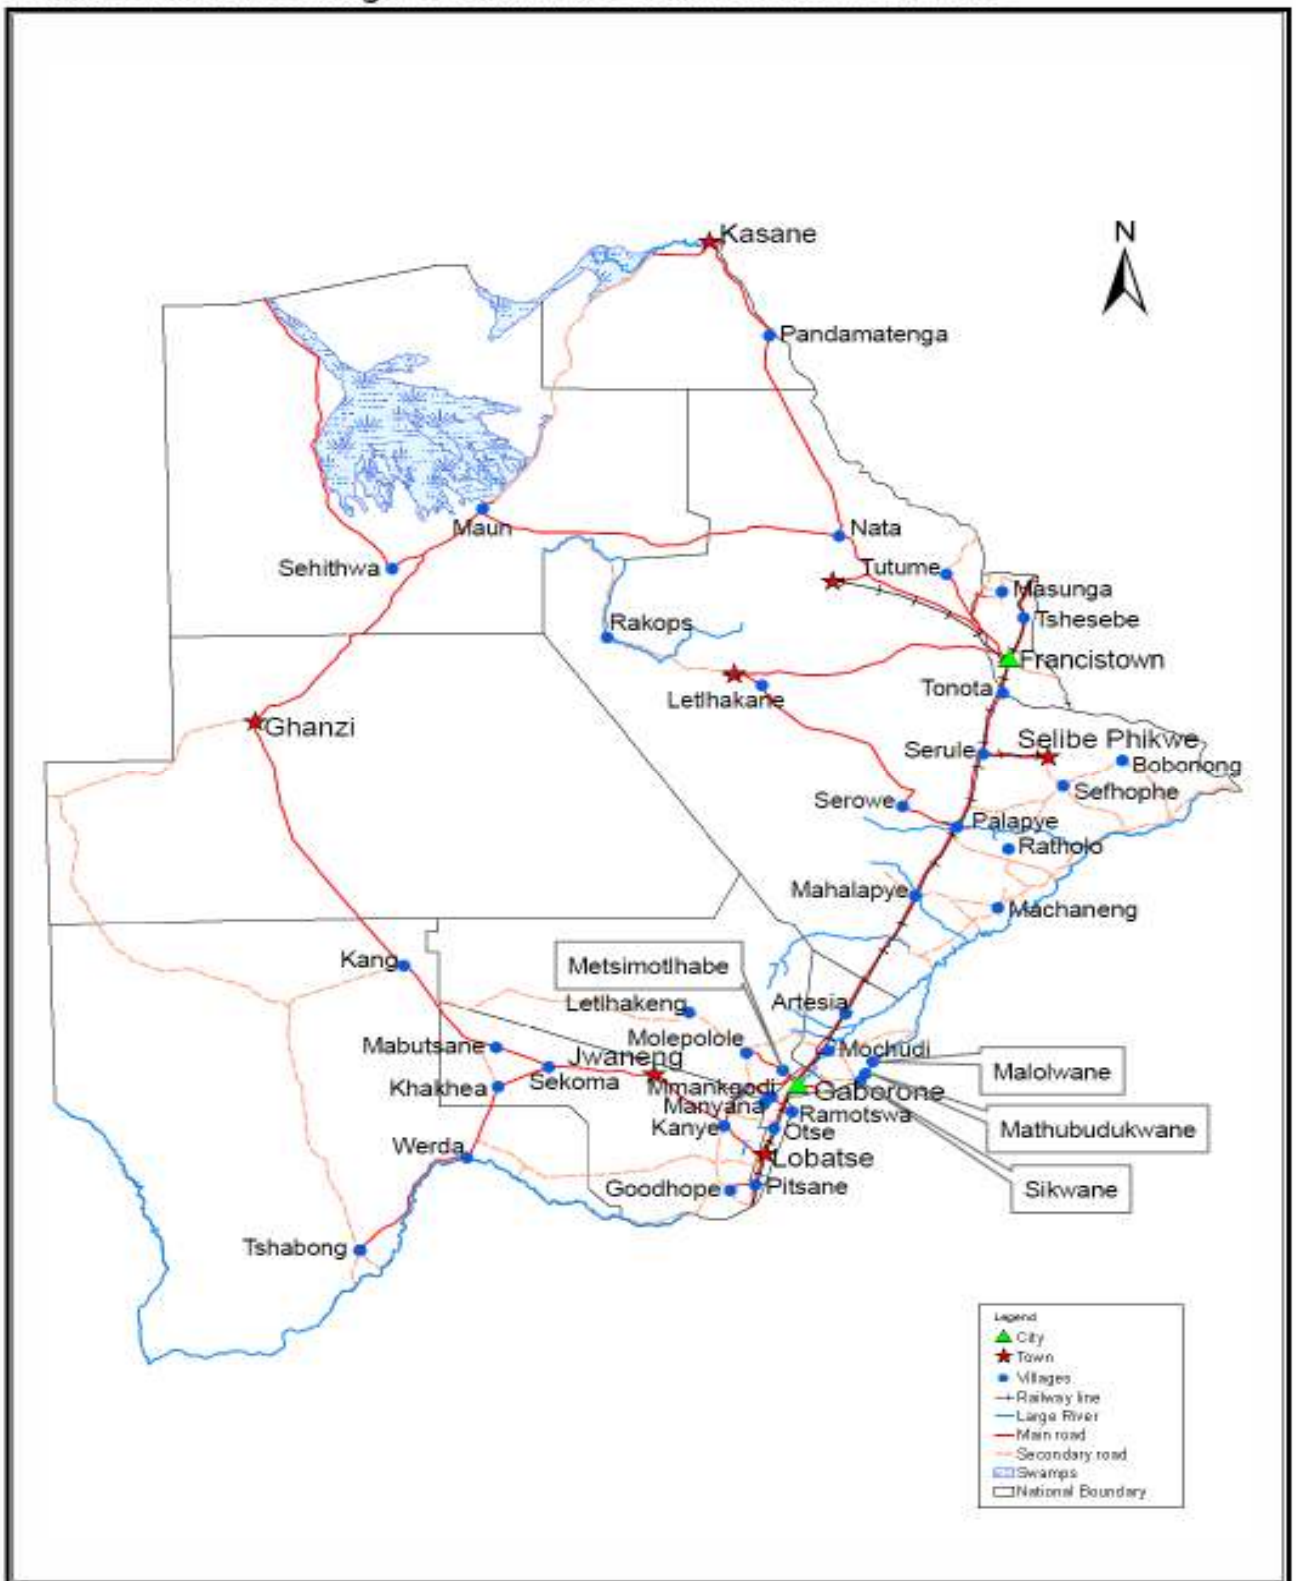 Kasane
N
Pandamatenga
Maun
Nata
Sehithwa
Tutume
Masunga
Rakops
Tshesebe
Francistown
Letlhakane
Tonota
Ghanzi
Serule
Selibe Phikwe
Bobonong
Sefhophe
Serowe
Palapye
Ratholo
Mahalapye
Machaneng
Kang
Metsimotlhabe
Letlhakeng
Artesia
Molepolole
Mochudi
Mabutsane
Jwaneng
Malolwane
Khakhea
Sekoma
Mmankgodi
Gaborone
Manyana
Ramotswa
Kanye
Otse
Mathubudukwane
Werda
Lobatse
Goodhope
Pitsane
Sikwane
Tshabong
Legend
City
Town
Villages
Railway line
Large River
Main road
Secondary road
Swamps
National Boundary